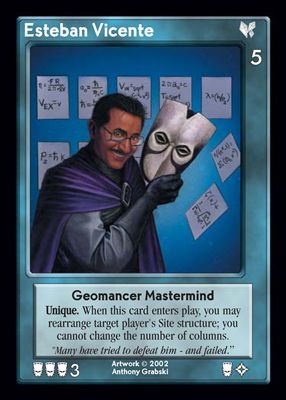 Esteban Vicente
5
Geomancer Mastermind
Unique. When this card enters play, you may
rearrange target player's Site structure; you
cannot change the number of columns.
"Many have tried to defeat him - and failed."
3
Artwork © 2002
Anthony Grabski